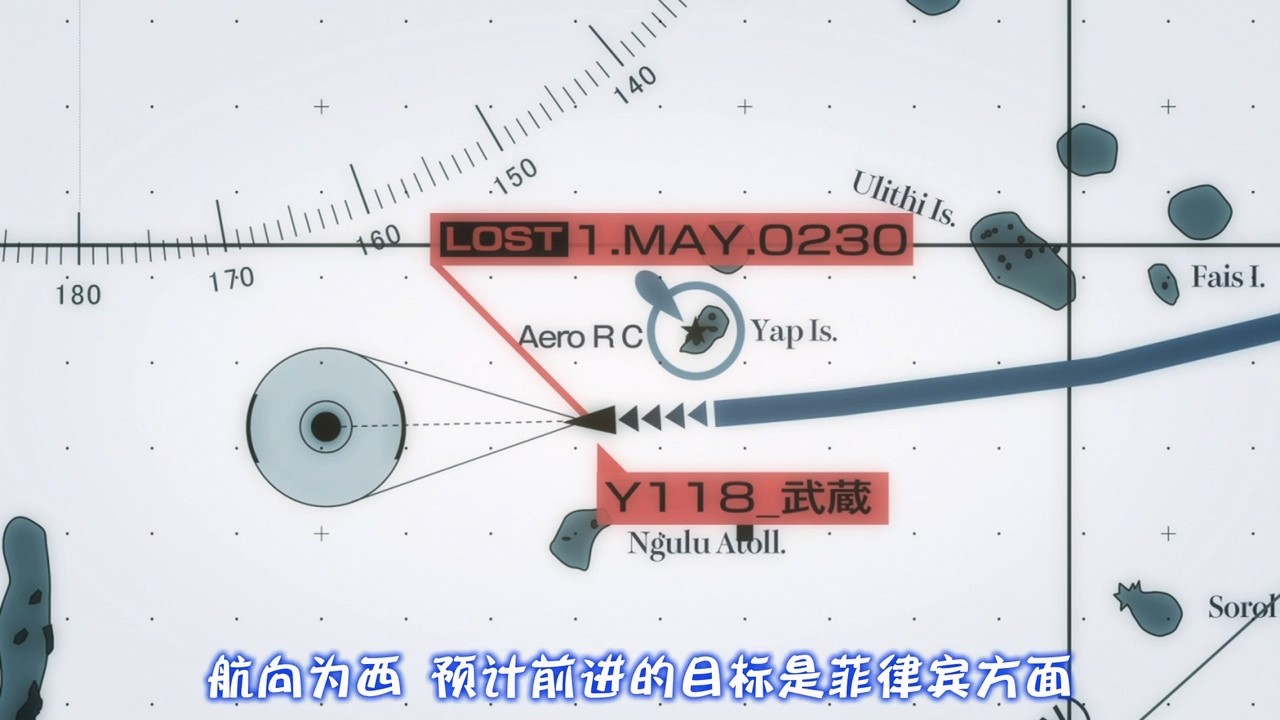 140
150
160
170
180
Ulithi Is.
LOST 1.MAY.0230
Fais I.
Aero R C
Yap Is.
Y118_武蔵
Ngulu Atoll.
Sorol
航向为西 预计前进的目标是菲律宾方面